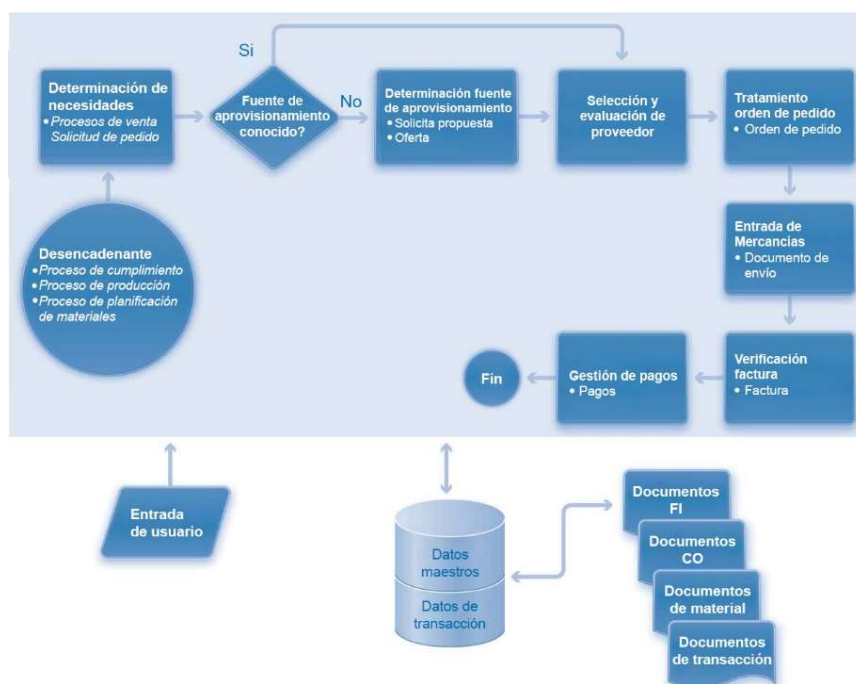 Si
Determinación de
necesidades
• Procesos de venta
Solicitud de pedido
Fuente de
aprovisionamiento
conocido?
No
Determinación fuente
de aprovisionamiento
• Solicita propuesta
• Oferta
Selección y
evaluación de
proveedor
Tratamiento
orden de pedido
• Orden de pedido
Desencadenante
• Proceso de cumplimiento
• Proceso de producción
• Proceso de planificación
de materiales
Entrada de
Mercancias
• Documento de
envío
Fin
Gestión de pagos
• Pagos
Verificación
factura
• Factura
Entrada
de usuario
Datos
maestros
Datos de
transacción
Documentos
FI
Documentos
CO
Documentos
de material
Documentos
de transacción